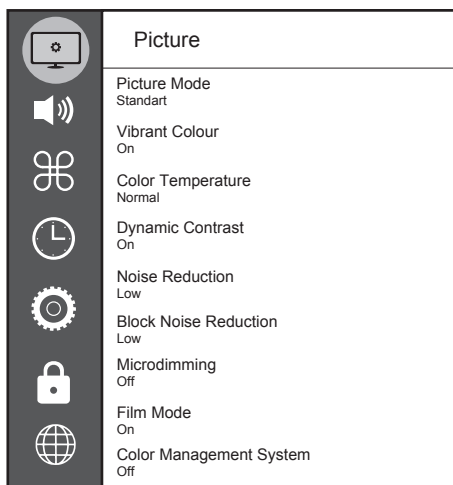 Picture
Picture Mode
Standart
Vibrant Colour
On
Color Temperature
Normal
Dynamic Contrast
On
Noise Reduction
Low
Block Noise Reduction
Low
Microdimming
Off
Film Mode
On
Color Management System
Off